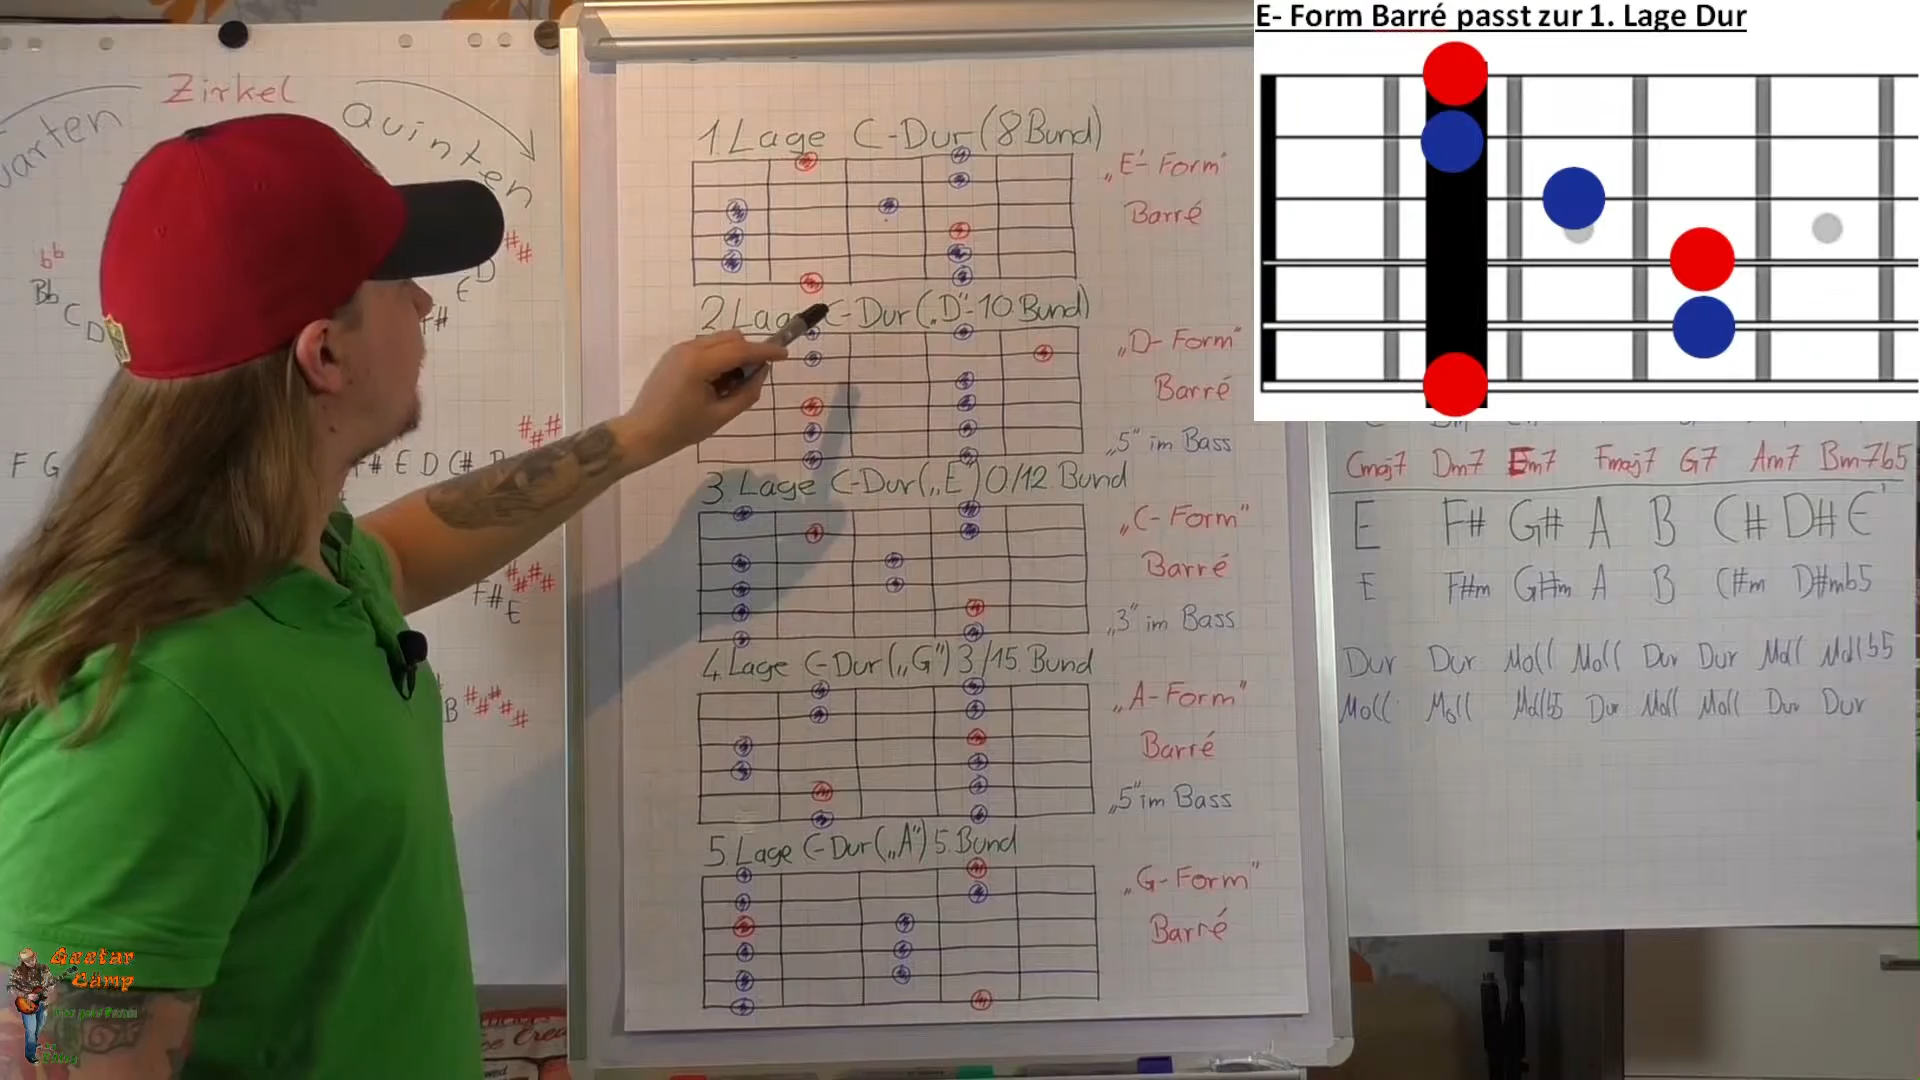 E- Form Barré passt zur 1. Lage Dur
Zirkel
Quinten
bb
Bb
C
D
##
D
E
F#
F G
###
F# E D C#
####
F#
E
B ####
1. Lage C-Dur (8 Bund)
„E"- Form"
Barré
2. Lage C-Dur („D"-10. Bund)
„D- Form"
Barré
„5" im Bass
3. Lage C-Dur („E") 0/12. Bund
„C- Form"
Barré
„3" im Bass
4. Lage C-Dur („G") 3/15. Bund
„A-Form"
Barré
„5" im Bass
5. Lage C-Dur („A") 5. Bund
„G-Form"
Barré
Cmaj7 Dm7 Em7 Fmaj7 G7 Am7 Bm7b5
E F# G# A B C# D# E'
E F#m G#m A B C#m D#mb5
Dur Dur Moll Moll Dur Dur Moll Mollb5
Moll Moll Mollb5 Dur Moll Moll Dur Dur
Geetar
Camp